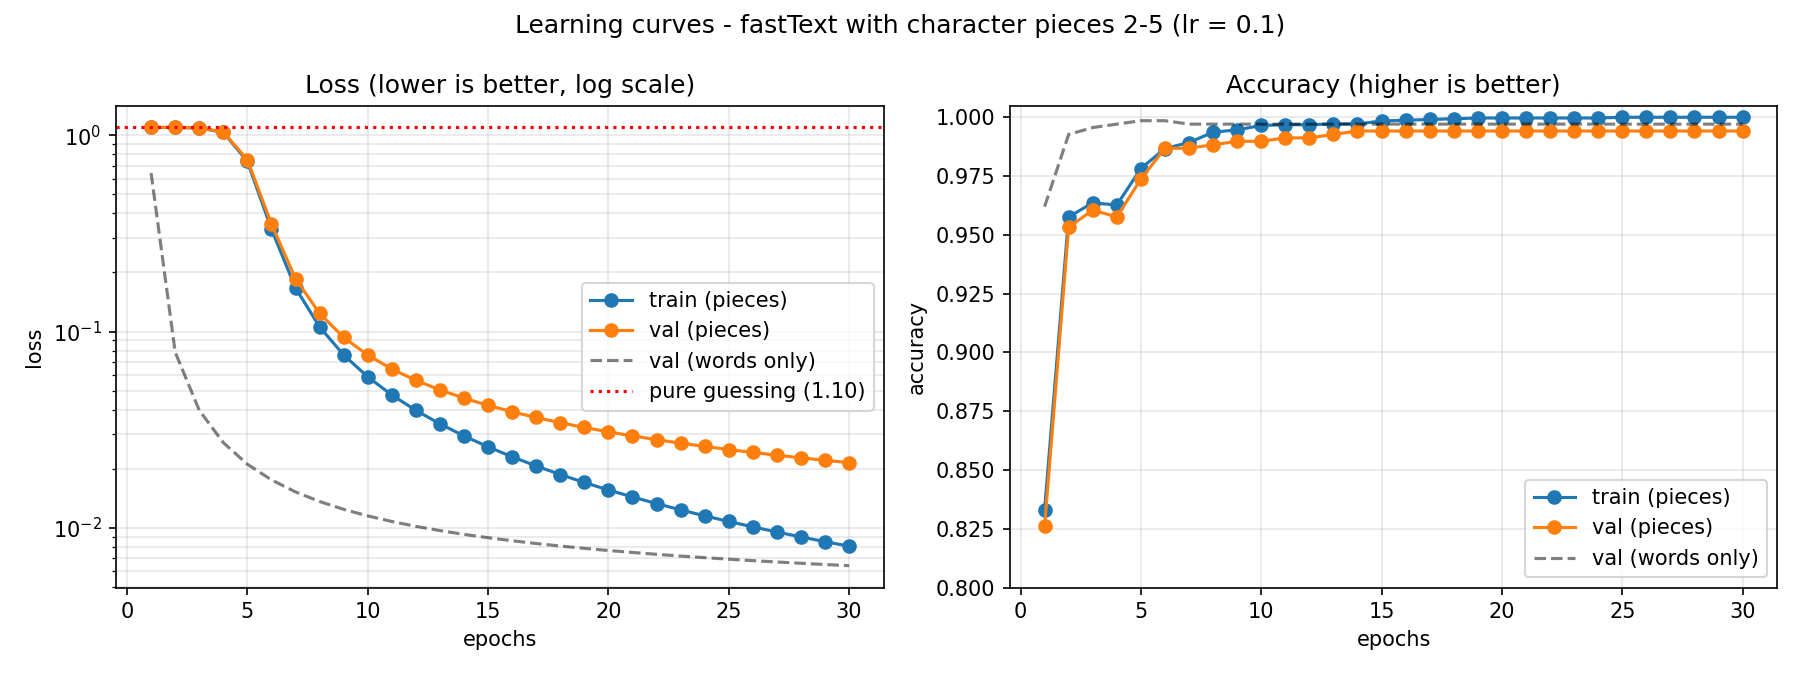 Learning curves - fastText with character pieces 2-5 (lr = 0.1)
Loss (lower is better, log scale)
loss
10⁰
10⁻¹
10⁻²
train (pieces)
val (pieces)
val (words only)
pure guessing (1.10)
0 5 10 15 20 25 30
epochs
Accuracy (higher is better)
accuracy
1.000
0.975
0.950
0.925
0.900
0.875
0.850
0.825
0.800
train (pieces)
val (pieces)
val (words only)
0 5 10 15 20 25 30
epochs